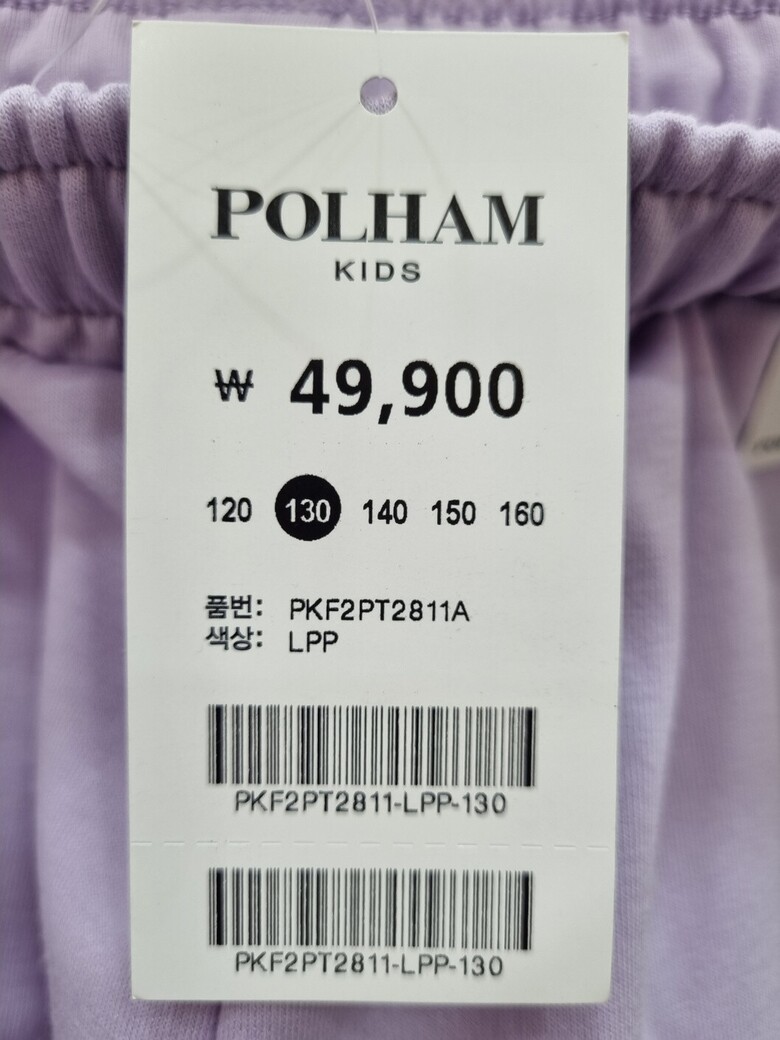 POLHAM
KIDS
₩ 49,900
120 130 140 150 160
품번: PKF2PT2811A
색상: LPP
PKF2PT2811-LPP-130
PKF2PT2811-LPP-130